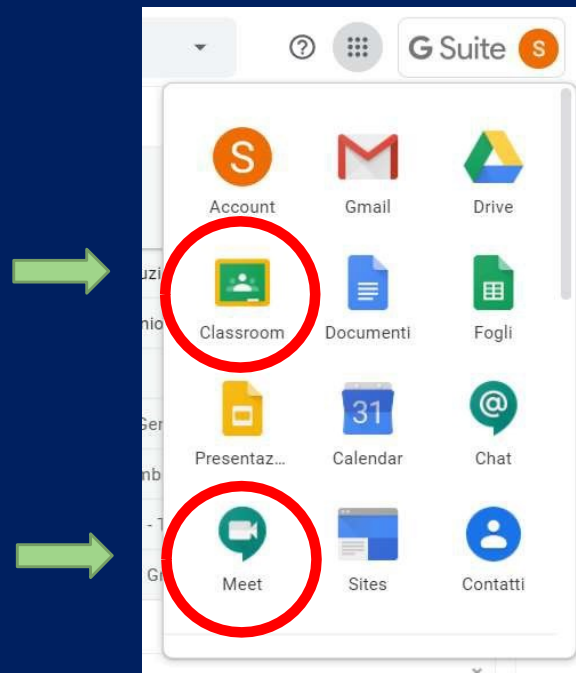 G Suite S
S
Account Gmail Drive
Classroom Documenti Fogli
31
Presentaz... Calendar Chat
Meet Sites Contatti